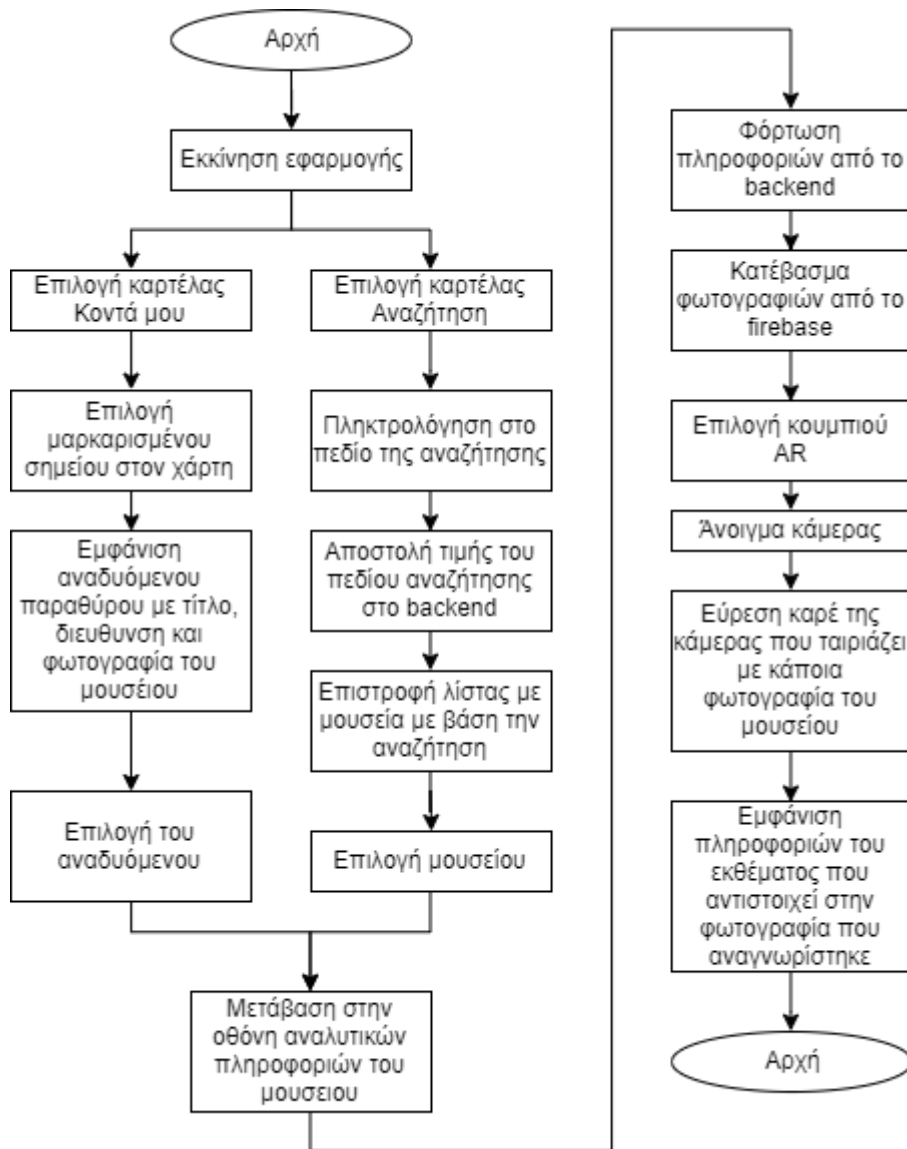 Αρχή
Εκκίνηση εφαρμογής
Επιλογή καρτέλας
Κοντά μου
Επιλογή
μαρκαρισμένου
σημείου στον χάρτη
Εμφάνιση
αναδυόμενου
παραθύρου με τίτλο,
διευθυνση και
φωτογραφία του
μουσέιου
Επιλογή του
αναδυόμενου
Επιλογή καρτέλας
Αναζήτηση
Πληκτρολόγηση στο
πεδίο της αναζήτησης
Αποστολή τιμής του
πεδίου αναζήτησης
στο backend
Επιστροφή λίστας με
μουσεία με βάση την
αναζήτηση
Επιλογή μουσείου
Μετάβαση στην
οθόνη αναλυτικών
πληροφοριών του
μουσειου
Φόρτωση
πληροφοριών από το
backend
Κατέβασμα
φωτογραφιών από το
firebase
Επιλογή κουμπιού
AR
Άνοιγμα κάμερας
Εύρεση καρέ της
κάμερας που ταιριάζει
με κάποια
φωτογραφία του
μουσείου
Εμφάνιση
πληροφοριών του
εκθέματος που
αντιστοιχεί στην
φωτογραφία που
αναγνωρίστηκε
Αρχή